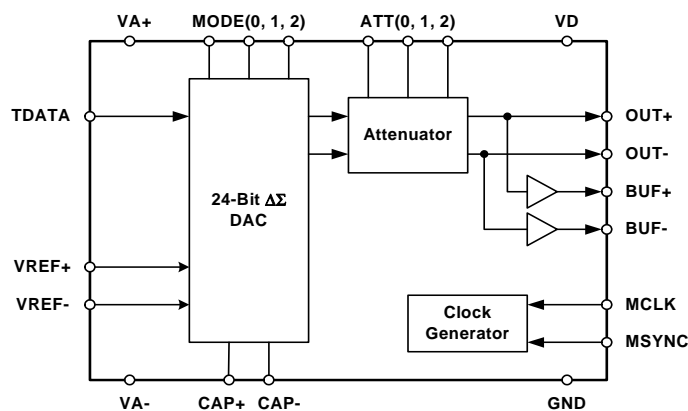 VA+
MODE(0, 1, 2)
ATT(0, 1, 2)
VD
TDATA
Attenuator
OUT+
OUT-
24-Bit ΔΣ
DAC
BUF+
BUF-
VREF+
VREF-
Clock
Generator
MCLK
MSYNC
VA-
CAP+
CAP-
GND